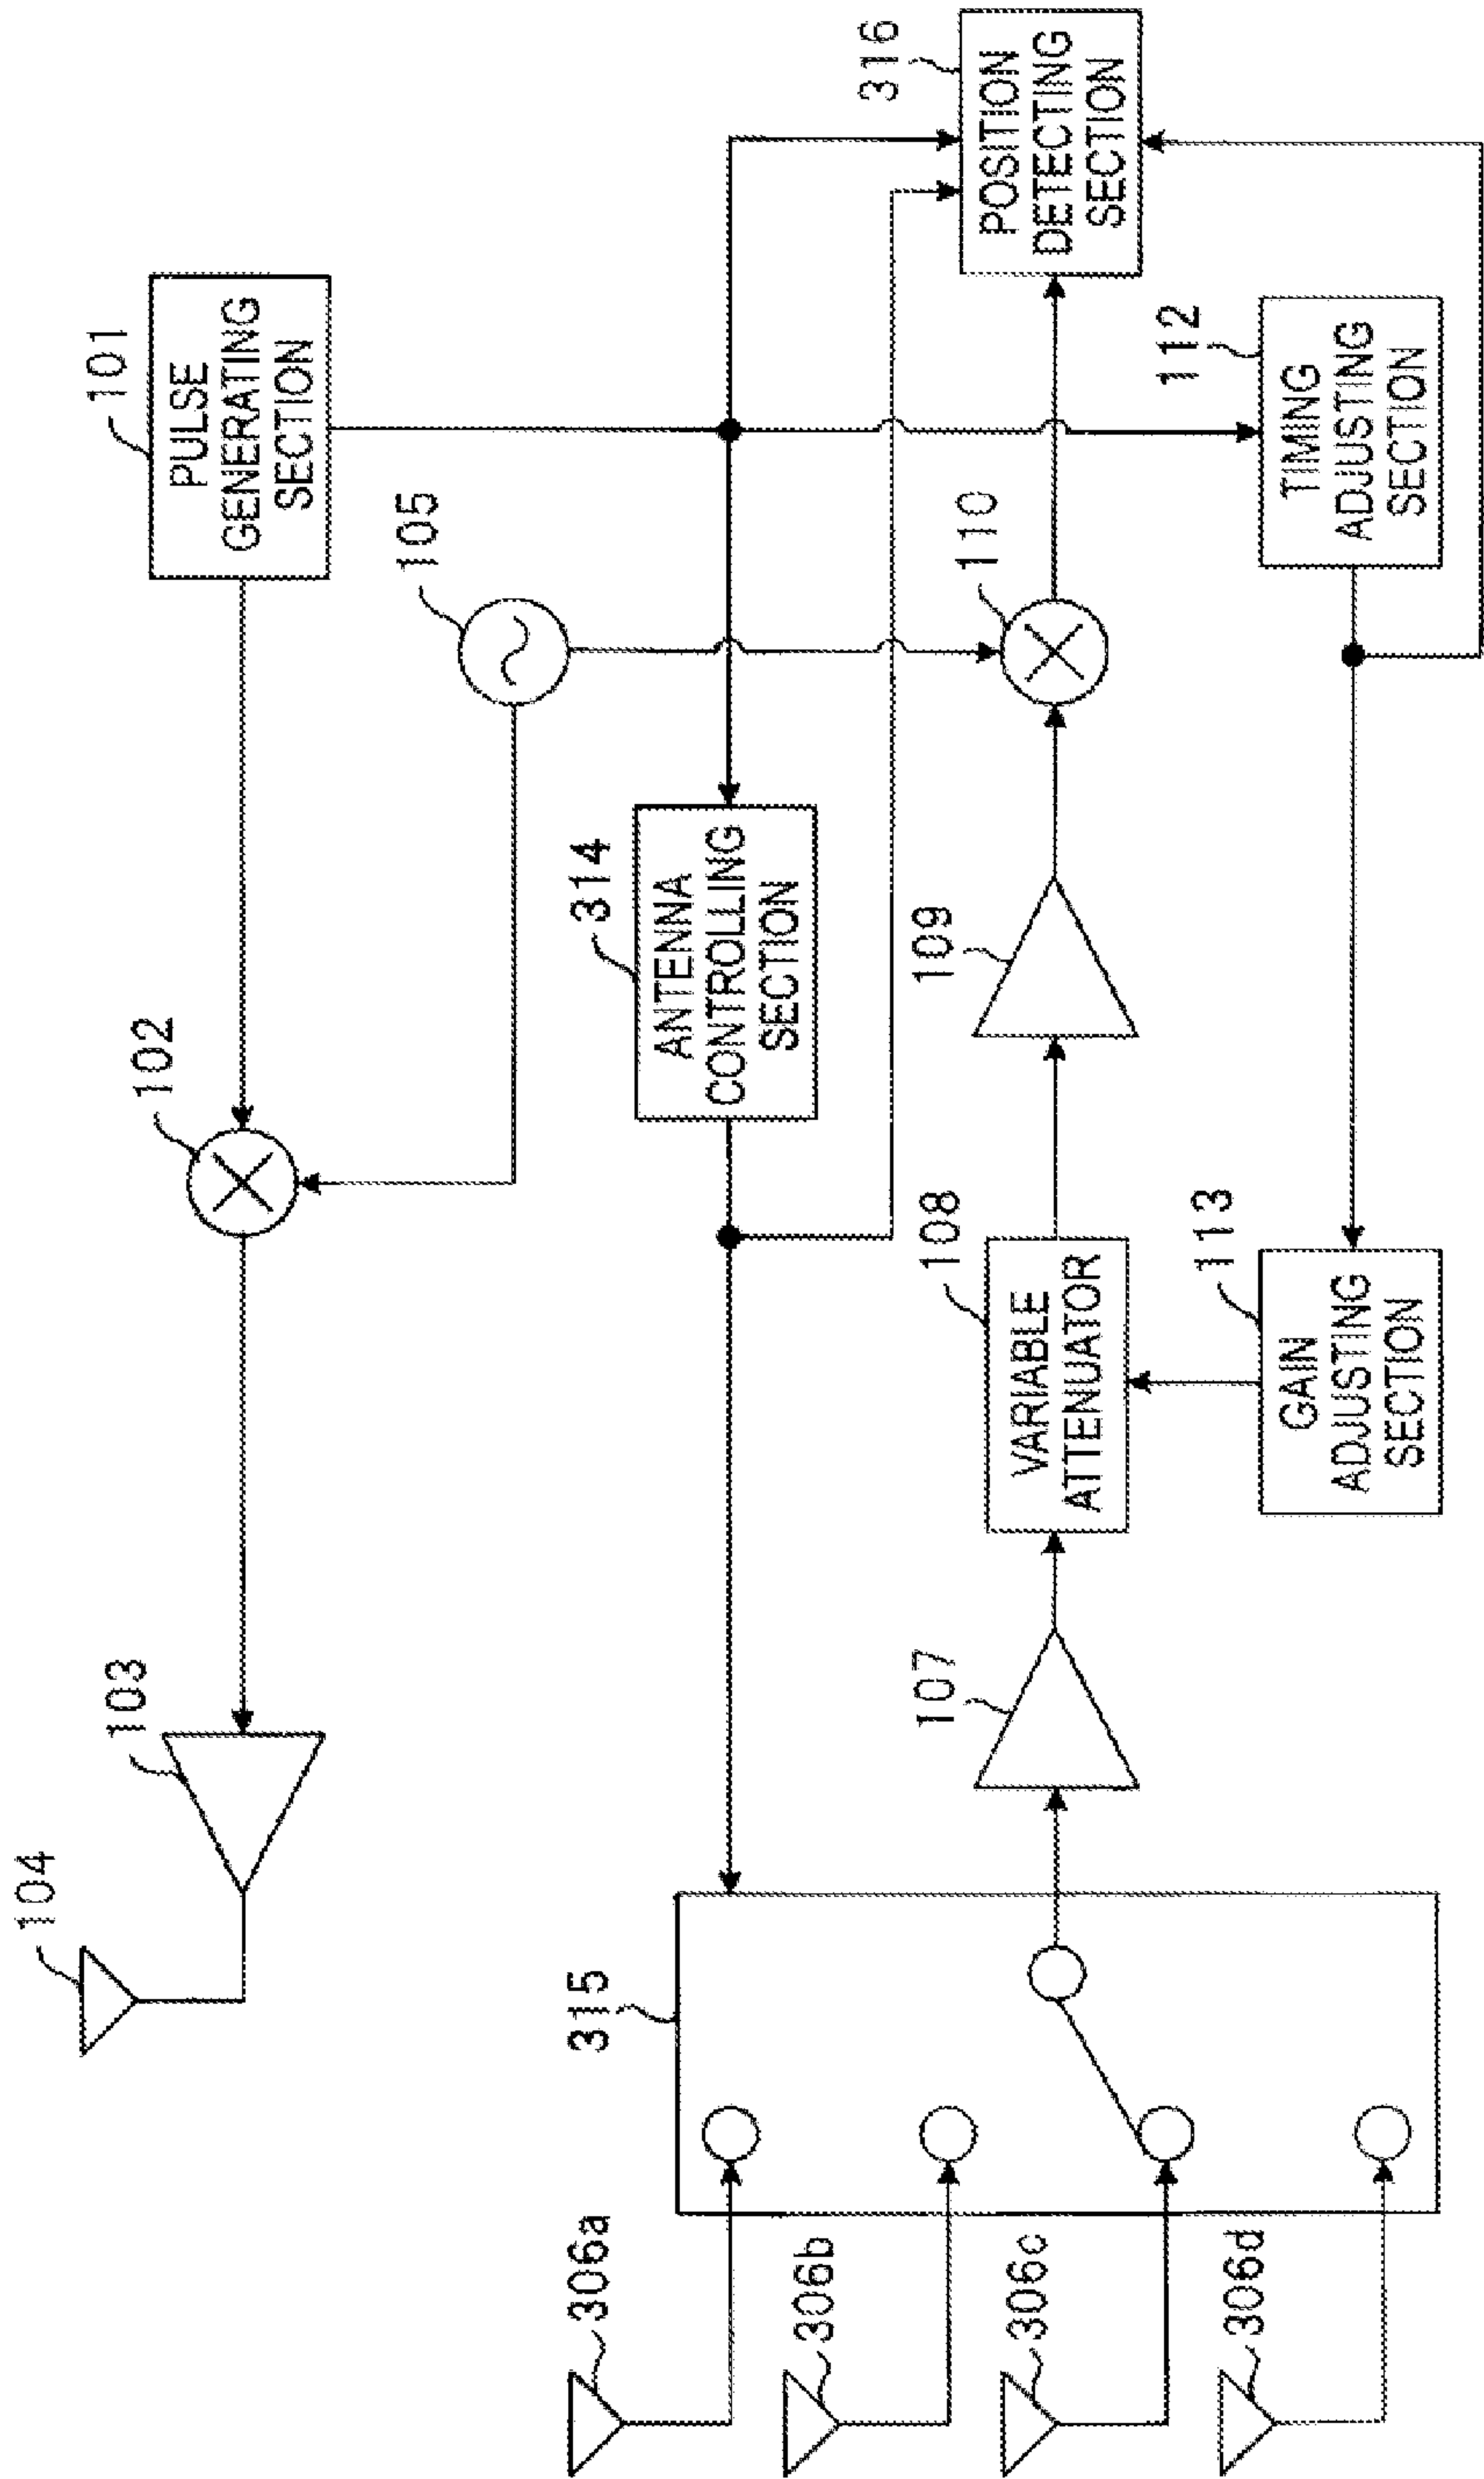 104
103
102
101
PULSE
GENERATING
SECTION
105
315
314
ANTENNA
CONTROLLING
SECTION
306a
306b
306c
306d
107
108
VARIABLE
ATTENUATOR
109
110
316
POSITION
DETECTING
SECTION
113
GAIN
ADJUSTING
SECTION
112
TIMING
ADJUSTING
SECTION